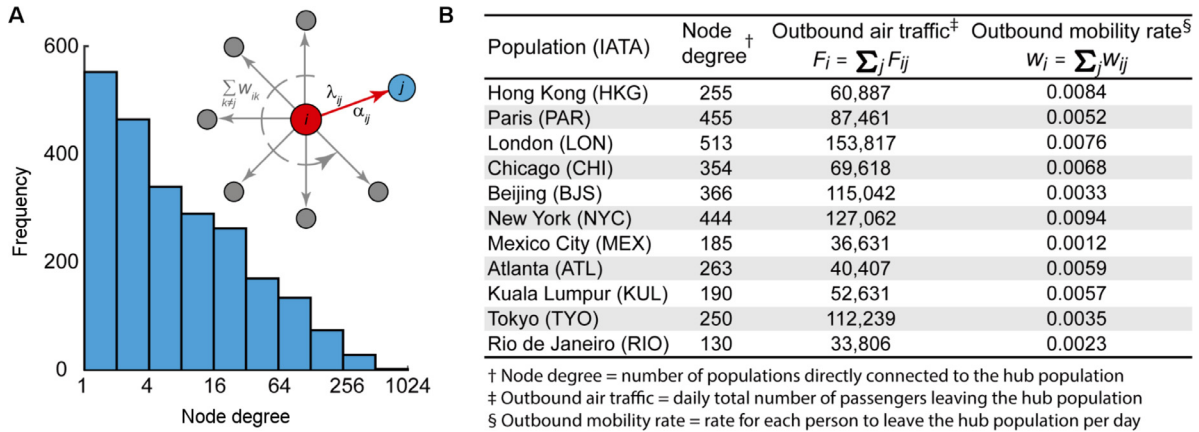 A
600
400
200
0
Frequency
1
4
16
64
256
1024
Node degree
∑ w_ik
k≠j
λ_ij
α_ij
i
j
B
Population (IATA) Node degree† Outbound air traffic‡ Outbound mobility rate§
F_i = ∑_j F_ij w_i = ∑_j w_ij
Hong Kong (HKG) 255 60,887 0.0084
Paris (PAR) 455 87,461 0.0052
London (LON) 513 153,817 0.0076
Chicago (CHI) 354 69,618 0.0068
Beijing (BJS) 366 115,042 0.0033
New York (NYC) 444 127,062 0.0094
Mexico City (MEX) 185 36,631 0.0012
Atlanta (ATL) 263 40,407 0.0059
Kuala Lumpur (KUL) 190 52,631 0.0057
Tokyo (TYO) 250 112,239 0.0035
Rio de Janeiro (RIO) 130 33,806 0.0023
† Node degree = number of populations directly connected to the hub population
‡ Outbound air traffic = daily total number of passengers leaving the hub population
§ Outbound mobility rate = rate for each person to leave the hub population per day